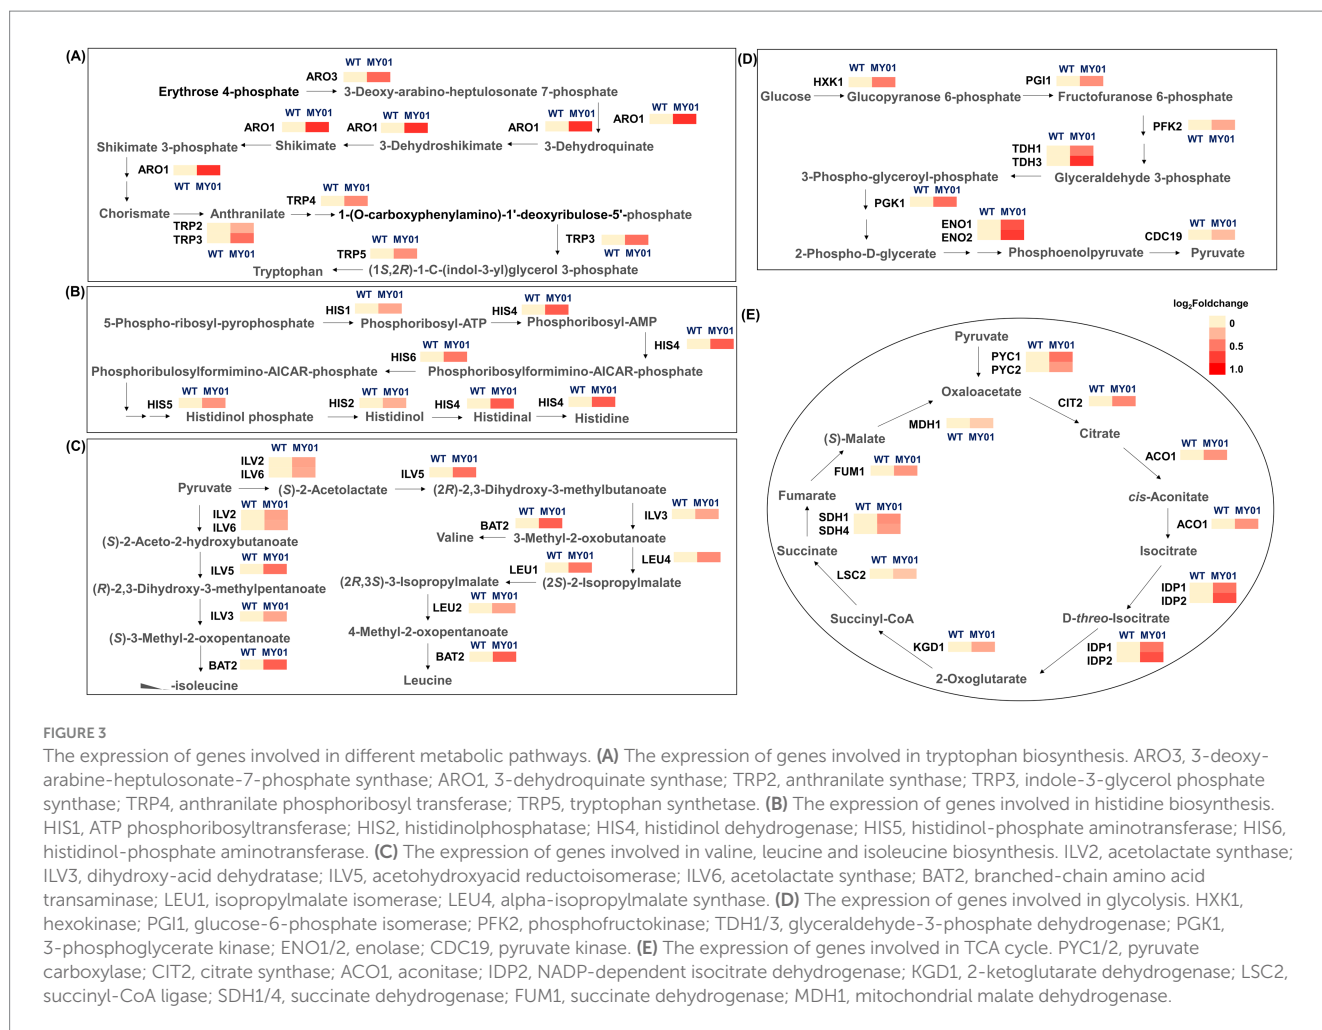 (A)
WT MY01
ARO3
Erythrose 4-phosphate
3-Deoxy-arabino-heptulosonate 7-phosphate
WT MY01
ARO1
WT MY01
ARO1
WT MY01
ARO1
WT MY01
ARO1
Shikimate 3-phosphate
Shikimate
3-Dehydroshikimate
3-Dehydroquinate
ARO1
WT MY01
WT MY01
TRP4
Chorismate
Anthranilate
1-(O-carboxyphenylamino)-1'-deoxyribulose-5'-phosphate
TRP2
TRP3
WT MY01
TRP3
WT MY01
WT MY01
TRP5
Tryptophan
(1S,2R)-1-C-(indol-3-yl)glycerol 3-phosphate
(B)
WT MY01
HIS1
WT MY01
HIS4
5-Phospho-ribosyl-pyrophosphate
Phosphoribosyl-ATP
Phosphoribosyl-AMP
WT MY01
HIS4
WT MY01
HIS6
Phosphoribulosylformimino-AICAR-phosphate
Phosphoribosylformimino-AICAR-phosphate
WT MY01
HIS5
WT MY01
HIS2
WT MY01
HIS4
WT MY01
HIS4
Histidinol phosphate
Histidinol
Histidinal
Histidine
(C)
WT MY01
ILV2
ILV6
WT MY01
ILV5
Pyruvate
(S)-2-Acetolactate
(2R)-2,3-Dihydroxy-3-methylbutanoate
WT MY01
ILV2
ILV6
WT MY01
BAT2
WT MY01
ILV3
(S)-2-Aceto-2-hydroxybutanoate
Valine
3-Methyl-2-oxobutanoate
WT MY01
ILV5
WT MY01
LEU1
WT MY01
LEU4
(R)-2,3-Dihydroxy-3-methylpentanoate
(2R,3S)-3-Isopropylmalate
(2S)-2-Isopropylmalate
WT MY01
ILV3
WT MY01
LEU2
(S)-3-Methyl-2-oxopentanoate
4-Methyl-2-oxopentanoate
WT MY01
BAT2
WT MY01
BAT2
-isoleucine
Leucine
(D)
WT MY01
HXK1
WT MY01
PGI1
Glucose
Glucopyranose 6-phosphate
Fructofuranose 6-phosphate
PFK2
WT MY01
WT MY01
TDH1
TDH3
3-Phospho-glyceroyl-phosphate
Glyceraldehyde 3-phosphate
WT MY01
PGK1
WT MY01
ENO1
ENO2
WT MY01
CDC19
2-Phospho-D-glycerate
Phosphoenolpyruvate
Pyruvate
(E)
log2Foldchange
0
0.5
1.0
Pyruvate
WT MY01
PYC1
PYC2
Oxaloacetate
WT MY01
CIT2
Citrate
WT MY01
ACO1
cis-Aconitate
WT MY01
ACO1
Isocitrate
WT MY01
IDP1
IDP2
D-threo-Isocitrate
WT MY01
IDP1
IDP2
2-Oxoglutarate
WT MY01
KGD1
Succinyl-CoA
WT MY01
LSC2
Succinate
WT MY01
SDH1
SDH4
Fumarate
WT MY01
FUM1
(S)-Malate
MDH1
WT MY01
FIGURE 3
The expression of genes involved in different metabolic pathways. (A) The expression of genes involved in tryptophan biosynthesis. ARO3, 3-deoxy-
arabine-heptulosonate-7-phosphate synthase; ARO1, 3-dehydroquinate synthase; TRP2, anthranilate synthase; TRP3, indole-3-glycerol phosphate
synthase; TRP4, anthranilate phosphoribosyl transferase; TRP5, tryptophan synthetase. (B) The expression of genes involved in histidine biosynthesis.
HIS1, ATP phosphoribosyltransferase; HIS2, histidinolphosphatase; HIS4, histidinol dehydrogenase; HIS5, histidinol-phosphate aminotransferase; HIS6,
histidinol-phosphate aminotransferase. (C) The expression of genes involved in valine, leucine and isoleucine biosynthesis. ILV2, acetolactate synthase;
ILV3, dihydroxy-acid dehydratase; ILV5, acetohydroxyacid reductoisomerase; ILV6, acetolactate synthase; BAT2, branched-chain amino acid
transaminase; LEU1, isopropylmalate isomerase; LEU4, alpha-isopropylmalate synthase. (D) The expression of genes involved in glycolysis. HXK1,
hexokinase; PGI1, glucose-6-phosphate isomerase; PFK2, phosphofructokinase; TDH1/3, glyceraldehyde-3-phosphate dehydrogenase; PGK1,
3-phosphoglycerate kinase; ENO1/2, enolase; CDC19, pyruvate kinase. (E) The expression of genes involved in TCA cycle. PYC1/2, pyruvate
carboxylase; CIT2, citrate synthase; ACO1, aconitase; IDP2, NADP-dependent isocitrate dehydrogenase; KGD1, 2-ketoglutarate dehydrogenase; LSC2,
succinyl-CoA ligase; SDH1/4, succinate dehydrogenase; FUM1, succinate dehydrogenase; MDH1, mitochondrial malate dehydrogenase.